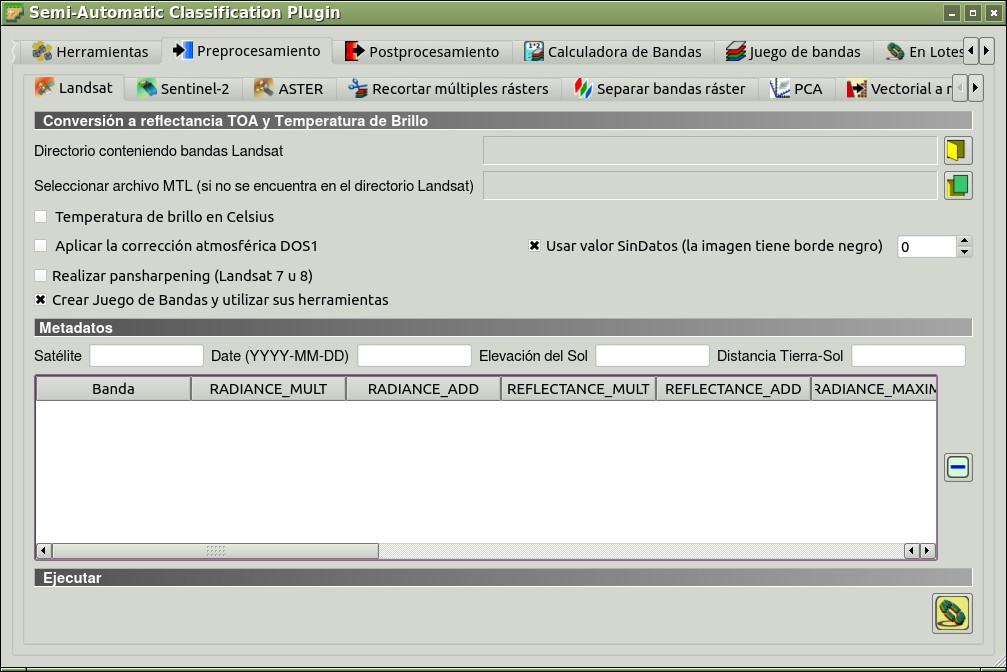 Semi-Automatic Classification Plugin
Herramientas Preprocesamiento Postprocesamiento Calculadora de Bandas Juego de bandas En Lotes
Landsat Sentinel-2 ASTER Recortar múltiples rásters Separar bandas ráster PCA Vectorial a r
Conversión a reflectancia TOA y Temperatura de Brillo
Directorio conteniendo bandas Landsat
Seleccionar archivo MTL (si no se encuentra en el directorio Landsat)
Temperatura de brillo en Celsius
Aplicar la corrección atmosférica DOS1 Usar valor SinDatos (la imagen tiene borde negro) 0
Realizar pansharpening (Landsat 7 u 8)
Crear Juego de Bandas y utilizar sus herramientas
Metadatos
Satélite Date (YYYY-MM-DD) Elevación del Sol Distancia Tierra-Sol
Banda RADIANCE_MULT RADIANCE_ADD REFLECTANCE_MULT REFLECTANCE_ADD RADIANCE_MAXIM
Ejecutar